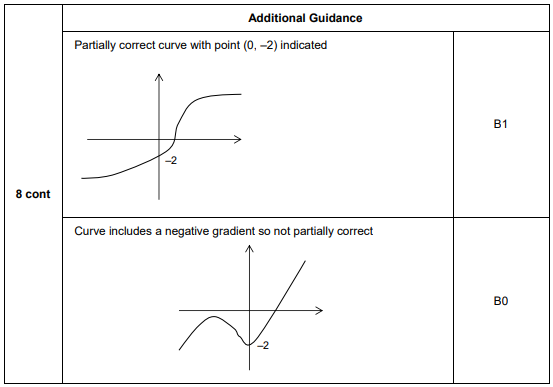 Additional Guidance
Partially correct curve with point (0, –2) indicated
–2
B1
8 cont
Curve includes a negative gradient so not partially correct
–2
B0